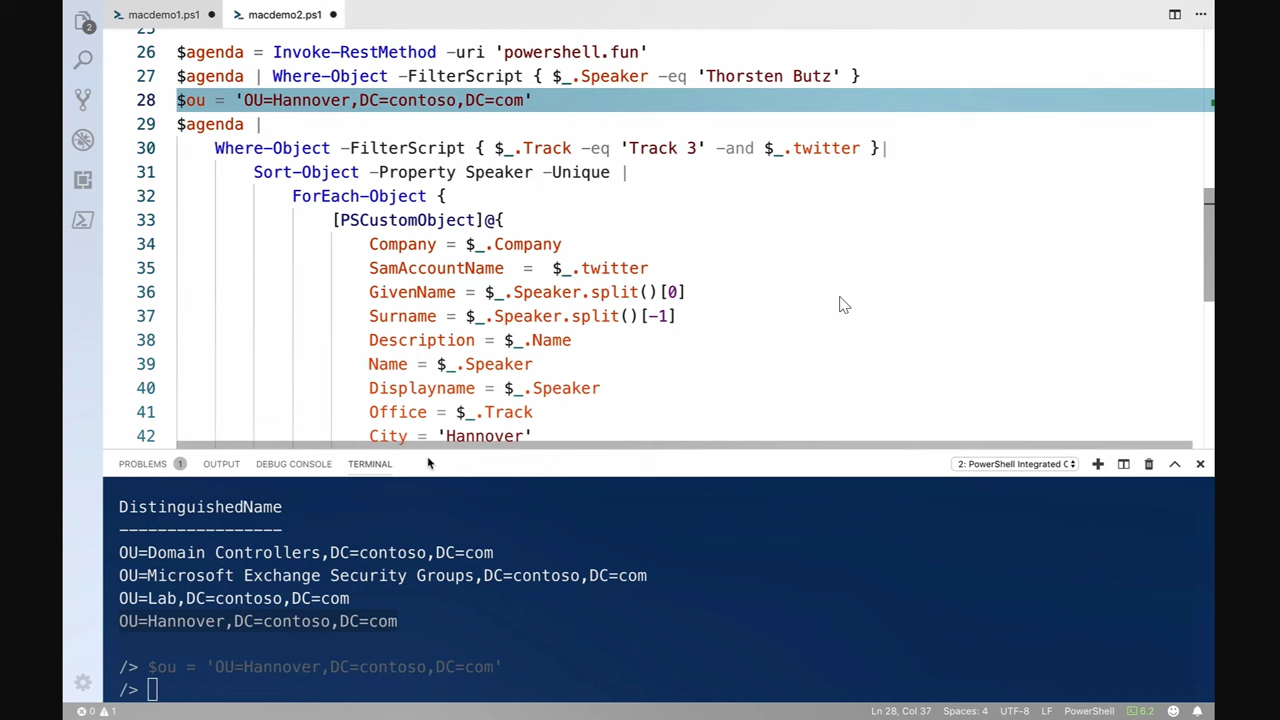 macdemo1.ps1
macdemo2.ps1
2
25
26 $agenda = Invoke-RestMethod -uri 'powershell.fun'
27 $agenda | Where-Object -FilterScript { $_.Speaker -eq 'Thorsten Butz' }
28 $ou = 'OU=Hannover,DC=contoso,DC=com'
29 $agenda |
30 Where-Object -FilterScript { $_.Track -eq 'Track 3' -and $_.twitter }|
31 Sort-Object -Property Speaker -Unique |
32 ForEach-Object {
33 [PSCustomObject]@{
34 Company = $_.Company
35 SamAccountName = $_.twitter
36 GivenName = $_.Speaker.split()[0]
37 Surname = $_.Speaker.split()[-1]
38 Description = $_.Name
39 Name = $_.Speaker
40 Displayname = $_.Speaker
41 Office = $_.Track
42 City = 'Hannover'
PROBLEMS 1 OUTPUT DEBUG CONSOLE TERMINAL 2: PowerShell Integrated C
DistinguishedName
-----------------
OU=Domain Controllers,DC=contoso,DC=com
OU=Microsoft Exchange Security Groups,DC=contoso,DC=com
OU=Lab,DC=contoso,DC=com
OU=Hannover,DC=contoso,DC=com
/> $ou = 'OU=Hannover,DC=contoso,DC=com'
/>
0 1 Ln 28, Col 37 Spaces: 4 UTF-8 LF PowerShell 6.2